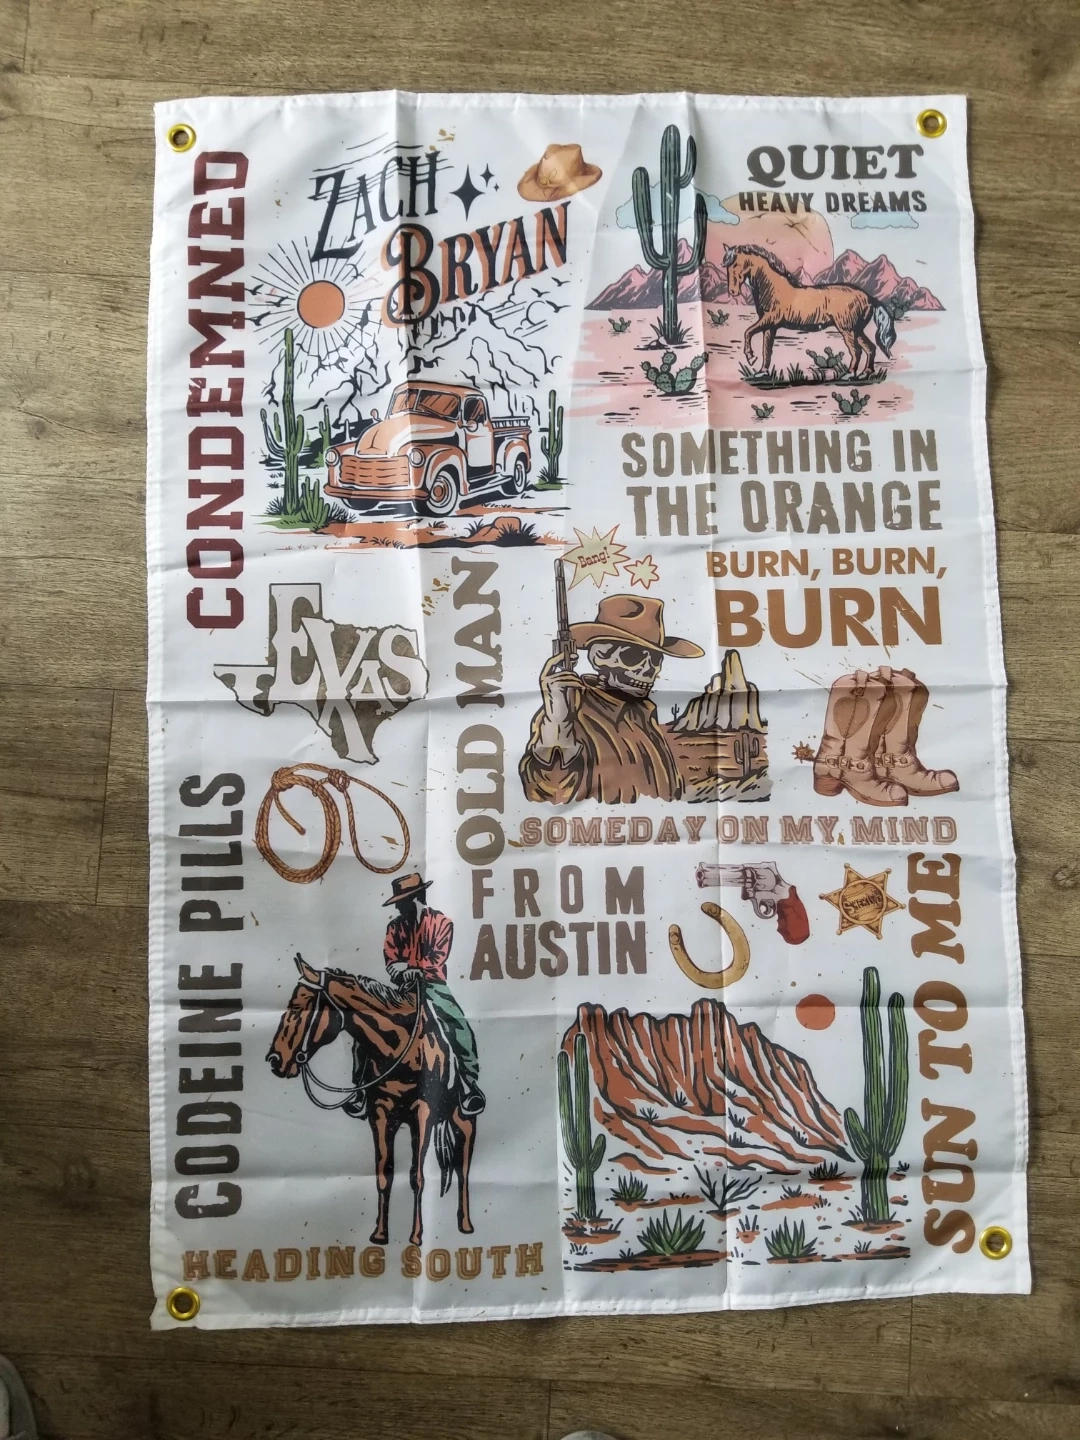 CONDEMNED
ZACH
BRYAN
QUIET
HEAVY DREAMS
SOMETHING IN
THE ORANGE
BURN, BURN,
BURN
Bang!
TEXAS
OLD MAN
SOMEDAY ON MY MIND
FROM
AUSTIN
CODEINE PILLS
SUN TO ME
HEADING SOUTH